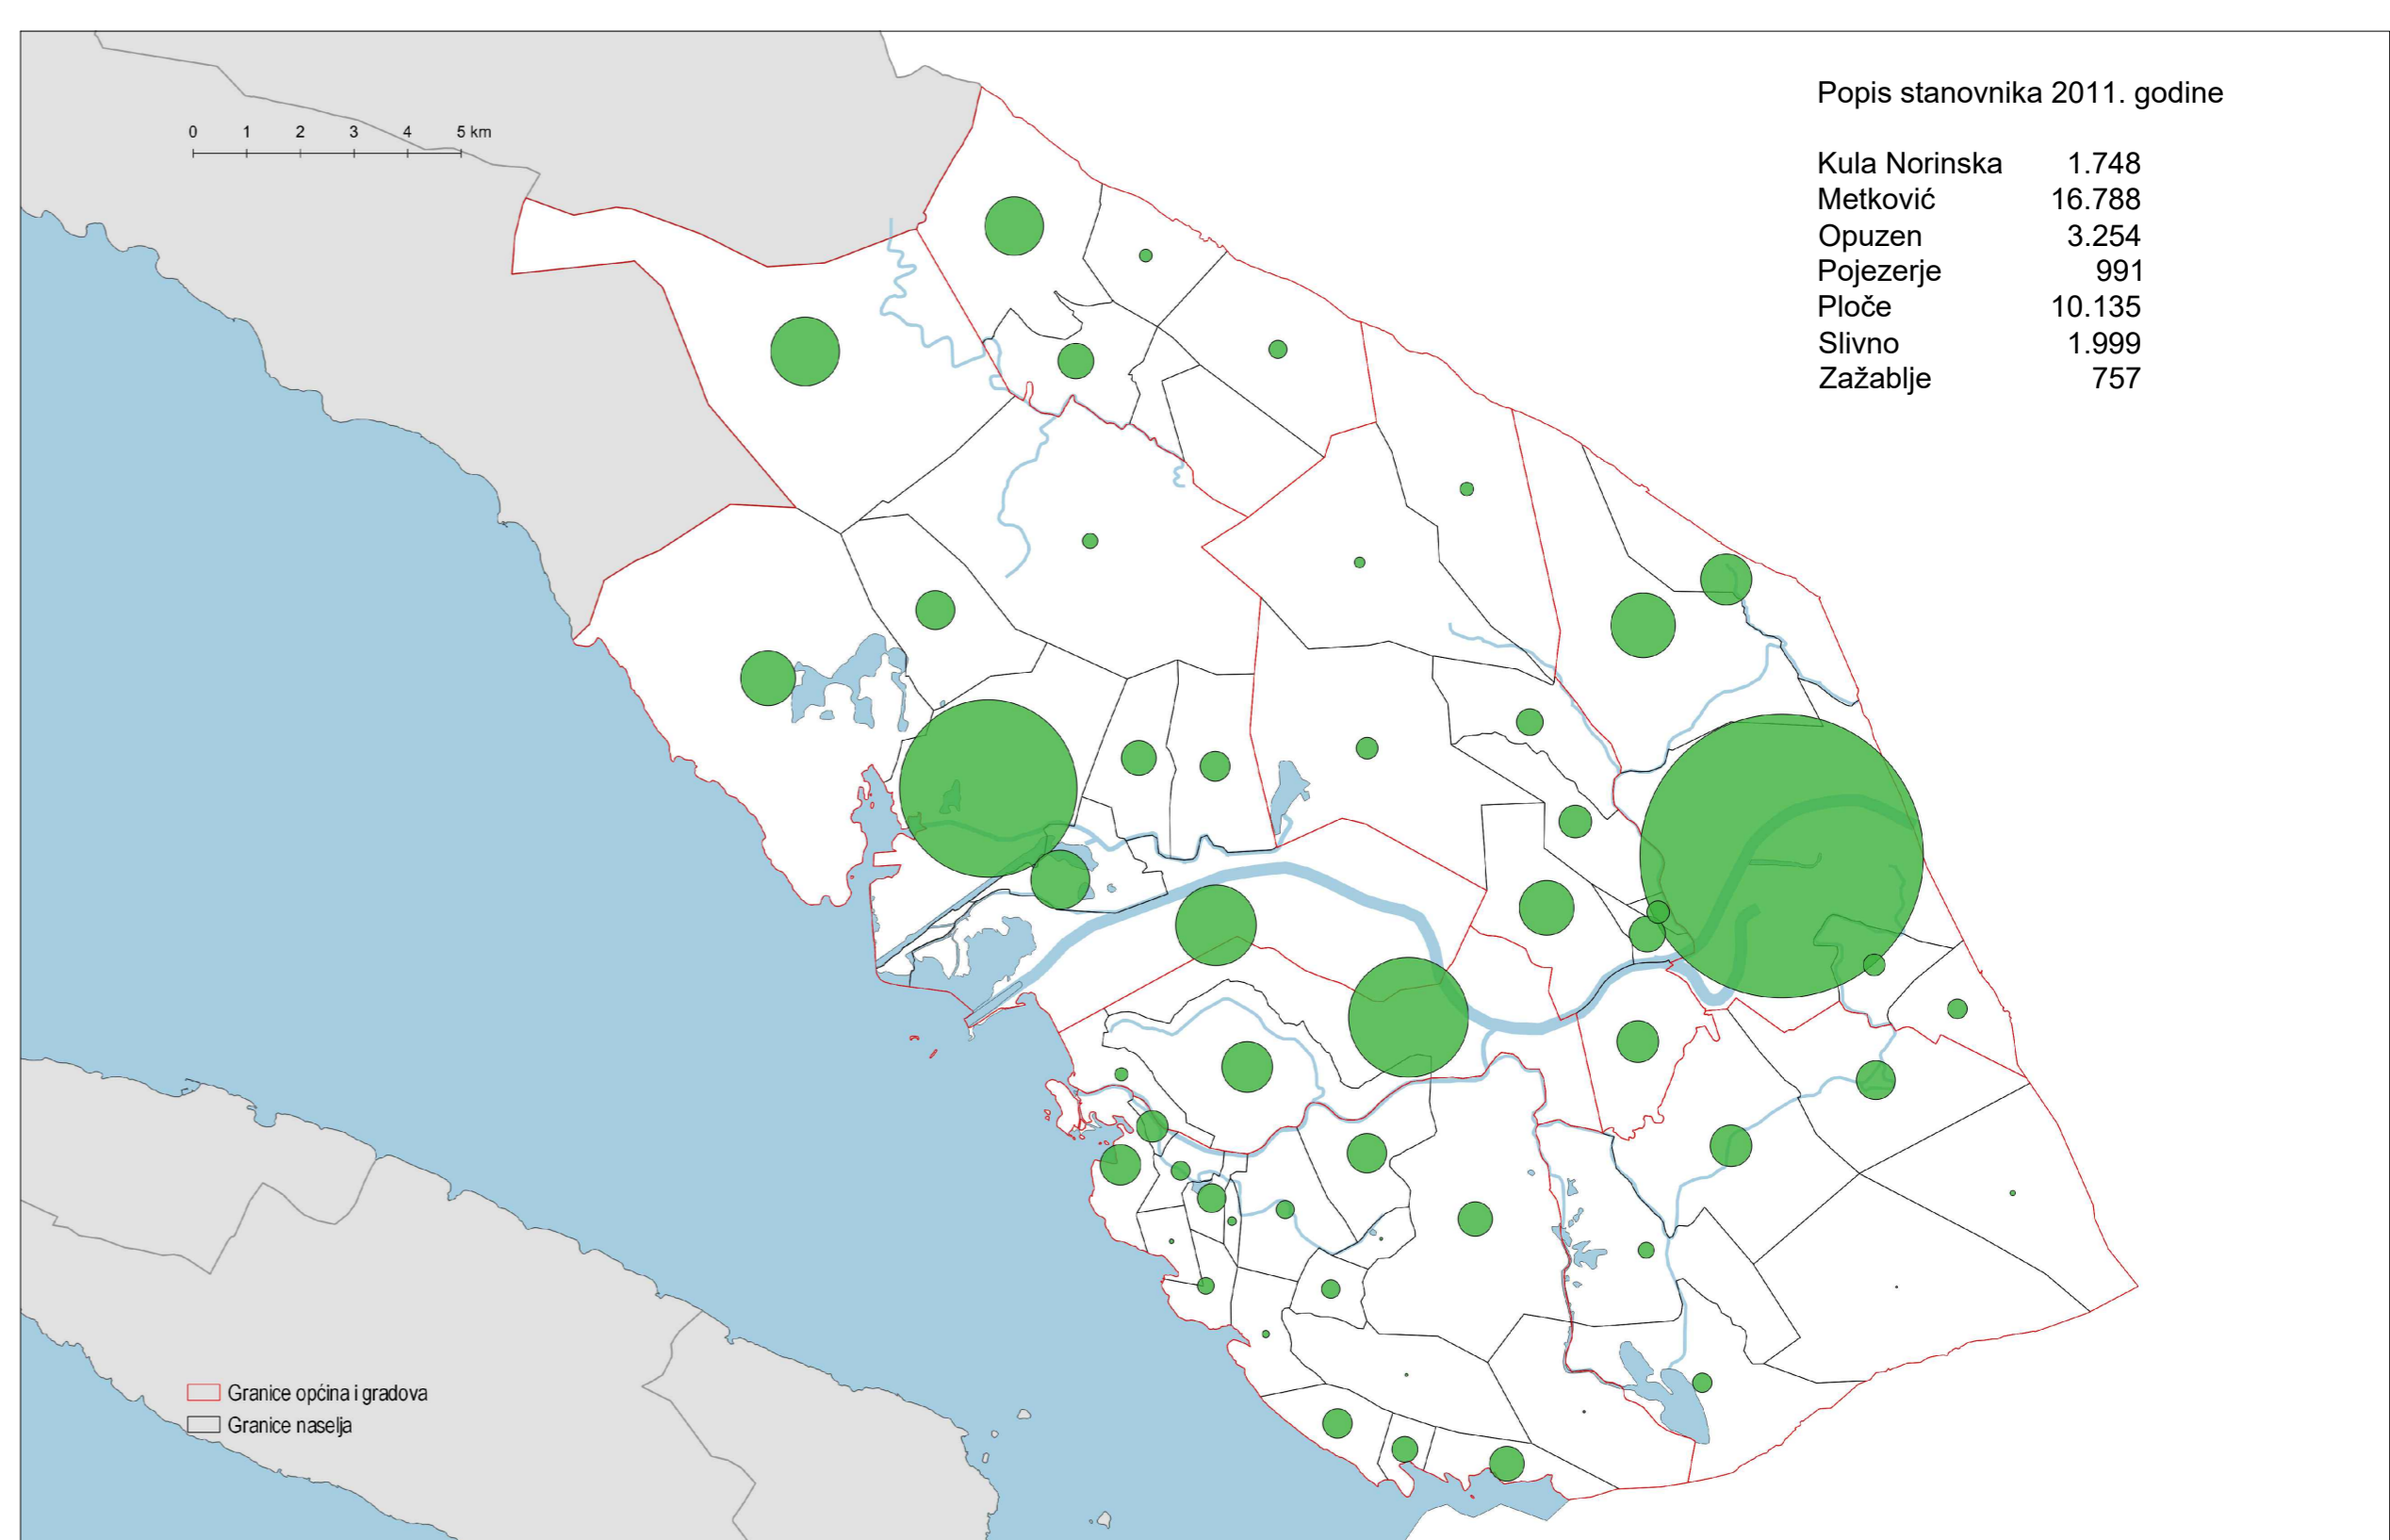 Popis stanovnika 2011. godine
0 1 2 3 4 5 km
Kula Norinska 1.748
Metković 16.788
Opuzen 3.254
Pojezerje 991
Ploče 10.135
Slivno 1.999
Zažablje 757
Granice općina i gradova
Granice naselja